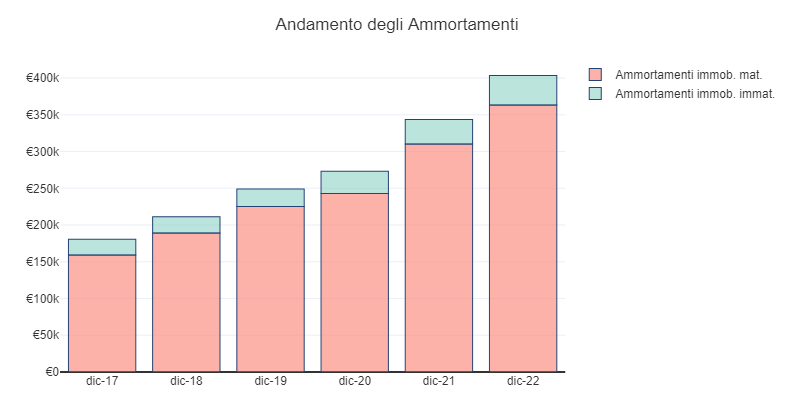 Andamento degli Ammortamenti
€400k
€350k
€300k
€250k
€200k
€150k
€100k
€50k
€0
dic-17
dic-18
dic-19
dic-20
dic-21
dic-22
Ammortamenti immob. mat.
Ammortamenti immob. immat.